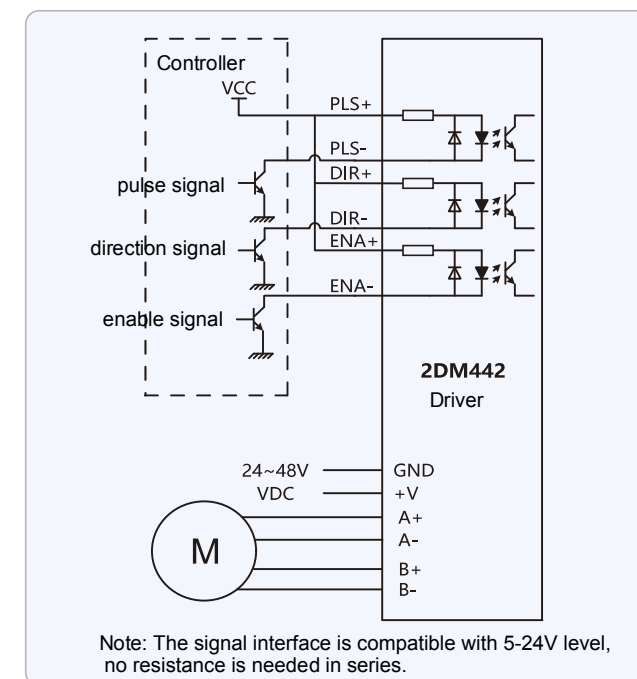 Controller
VCC
PLS+
PLS-
pulse signal
DIR+
DIR-
direction signal
ENA+
ENA-
enable signal
2DM442
Driver
24~48V
GND
VDC
+V
A+
A-
M
B+
B-
Note: The signal interface is compatible with 5-24V level,
no resistance is needed in series.